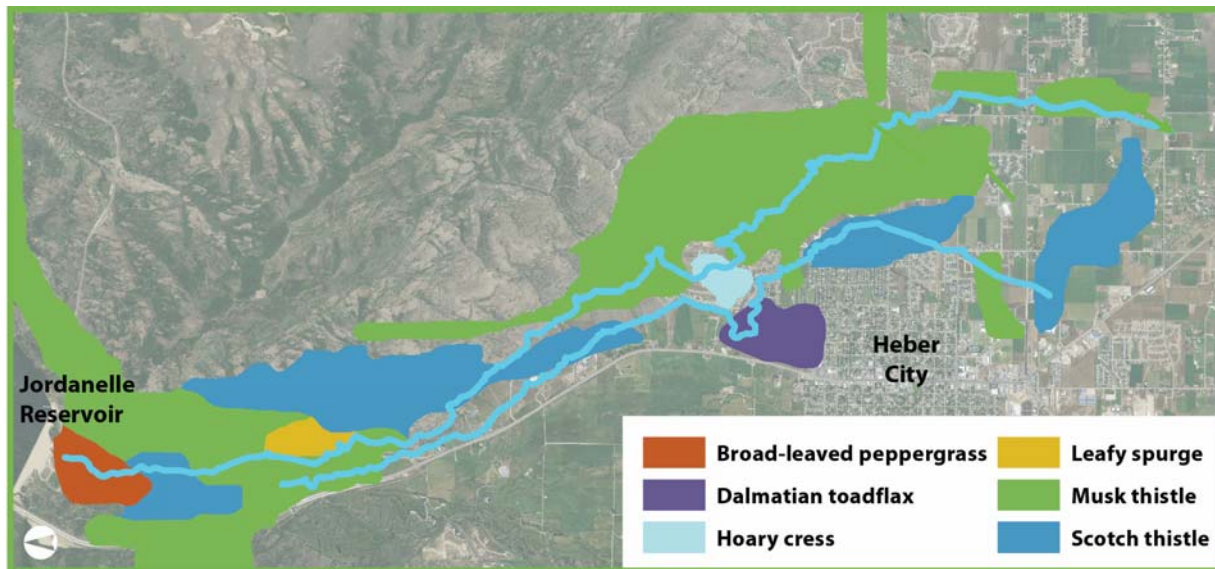 Jordanelle
Reservoir
Heber
City
Broad-leaved peppergrass
Dalmatian toadflax
Hoary cress
Leafy spurge
Musk thistle
Scotch thistle